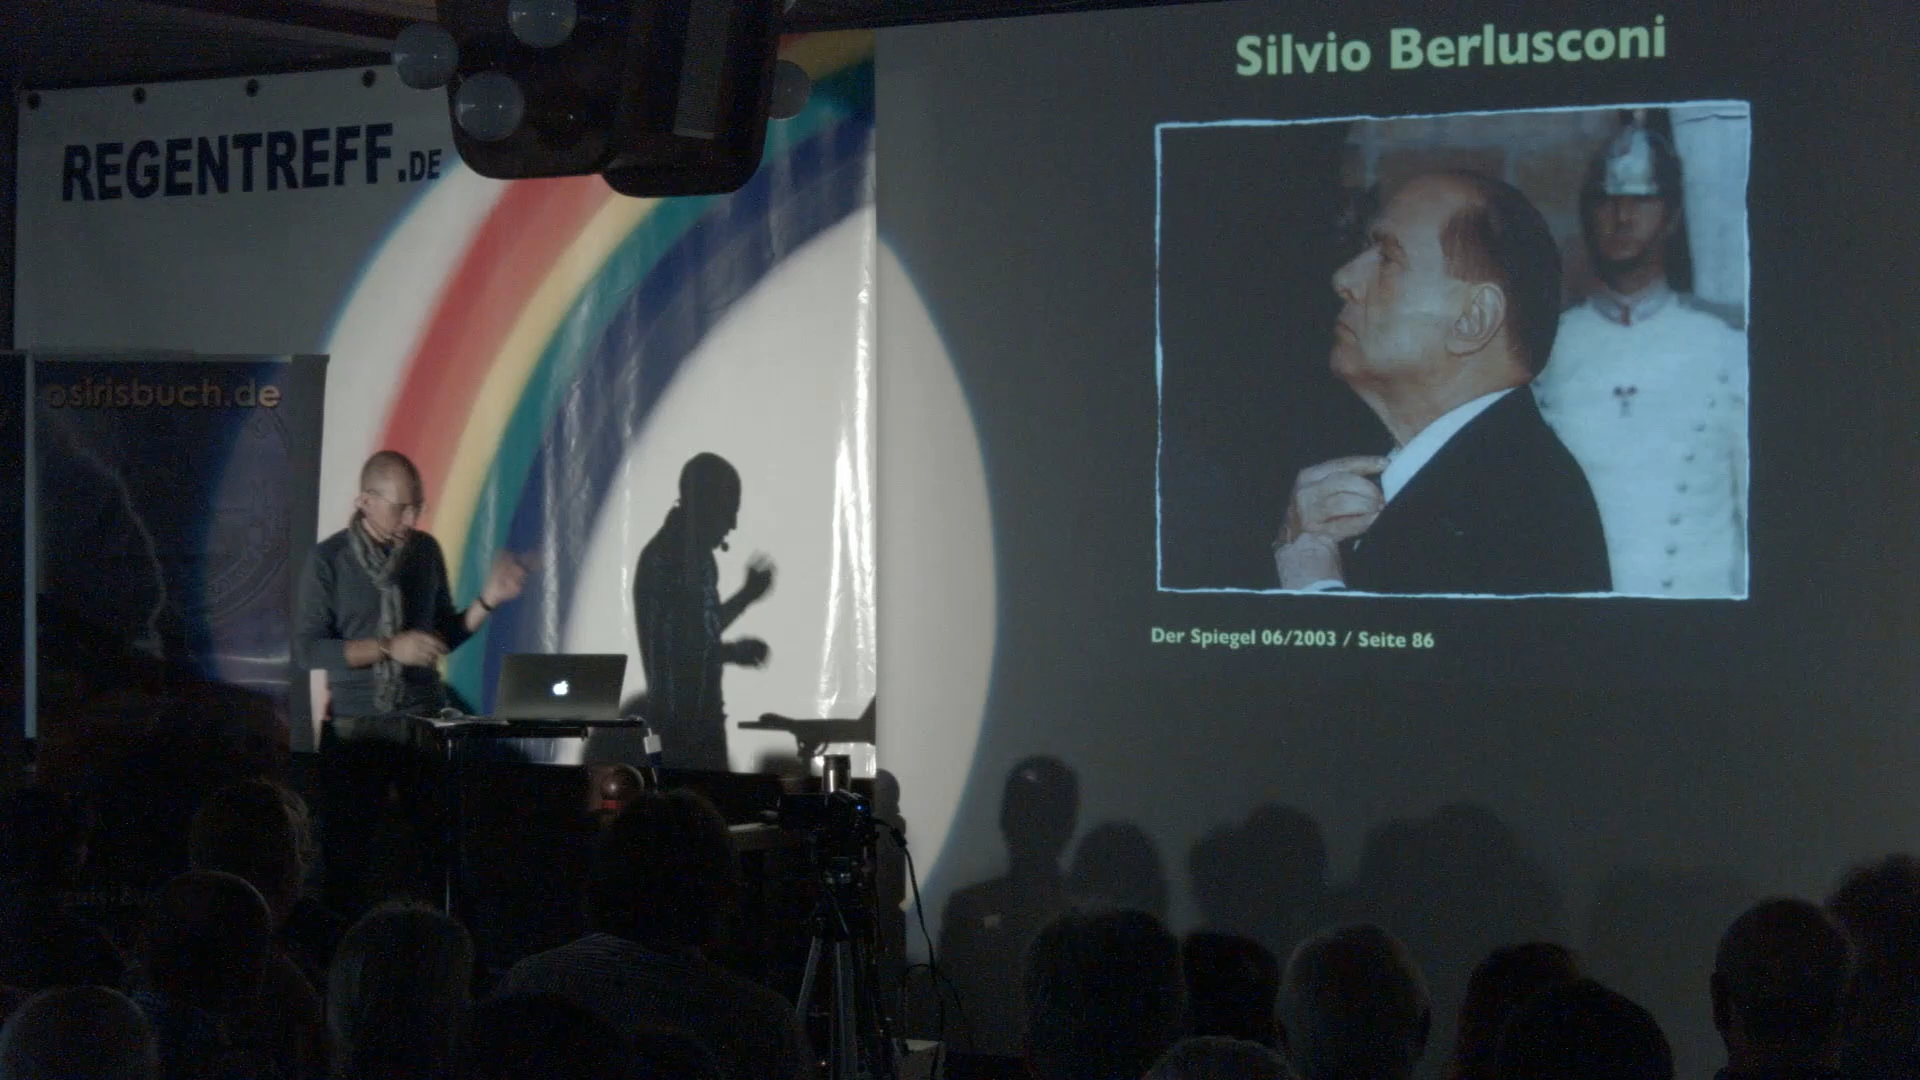 REGENTREFF.DE
osirisbuch.de
Silvio Berlusconi
Der Spiegel 06/2003 / Seite 86